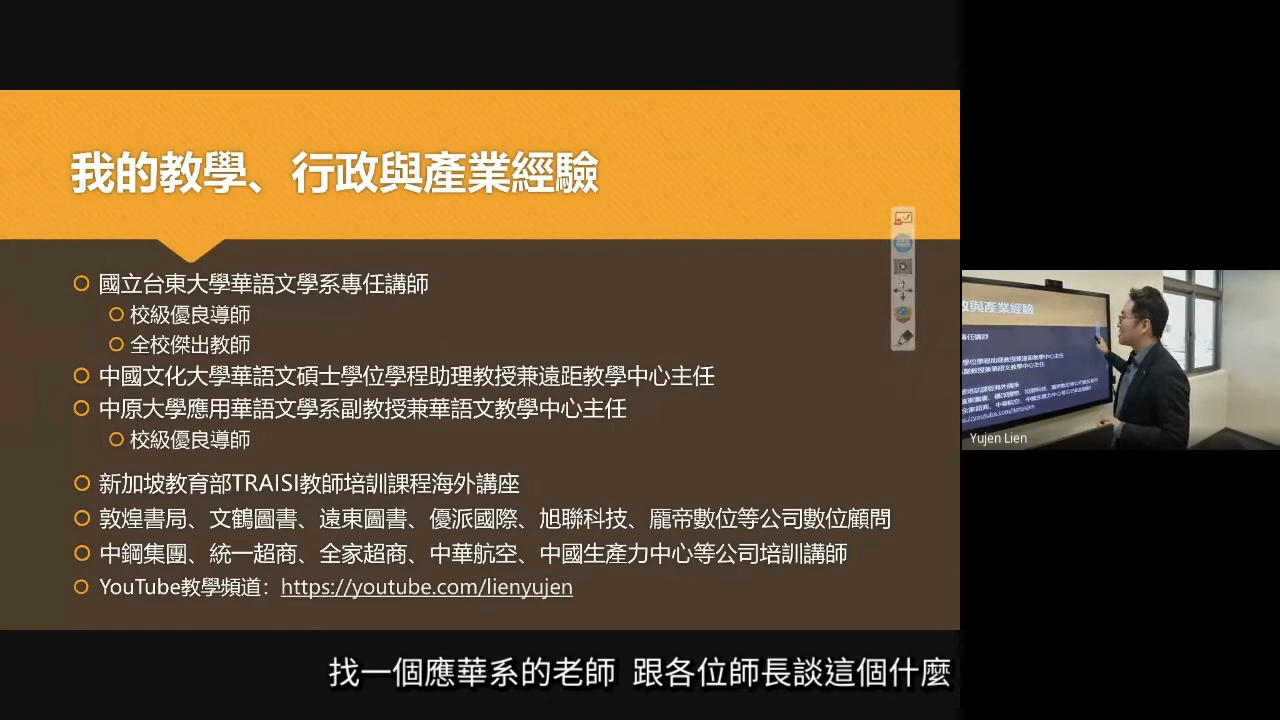 我的教學、行政與產業經驗
國立台東大學華語文學系專任講師
校級優良導師
全校傑出教師
中國文化大學華語文碩士學位學程助理教授兼遠距教學中心主任
中原大學應用華語文學系副教授兼華語文教學中心主任
校級優良導師
新加坡教育部TRAISI教師培訓課程海外講座
敦煌書局、文鶴圖書、遠東圖書、優派國際、旭聯科技、龎帝數位等公司數位顧問
中鋼集團、統一超商、全家超商、中華航空、中國生產力中心等公司培訓講師
YouTube教學頻道：https://youtube.com/lienyujen
Yujen Lien
找一個應華系的老師 跟各位師長談這個什麼